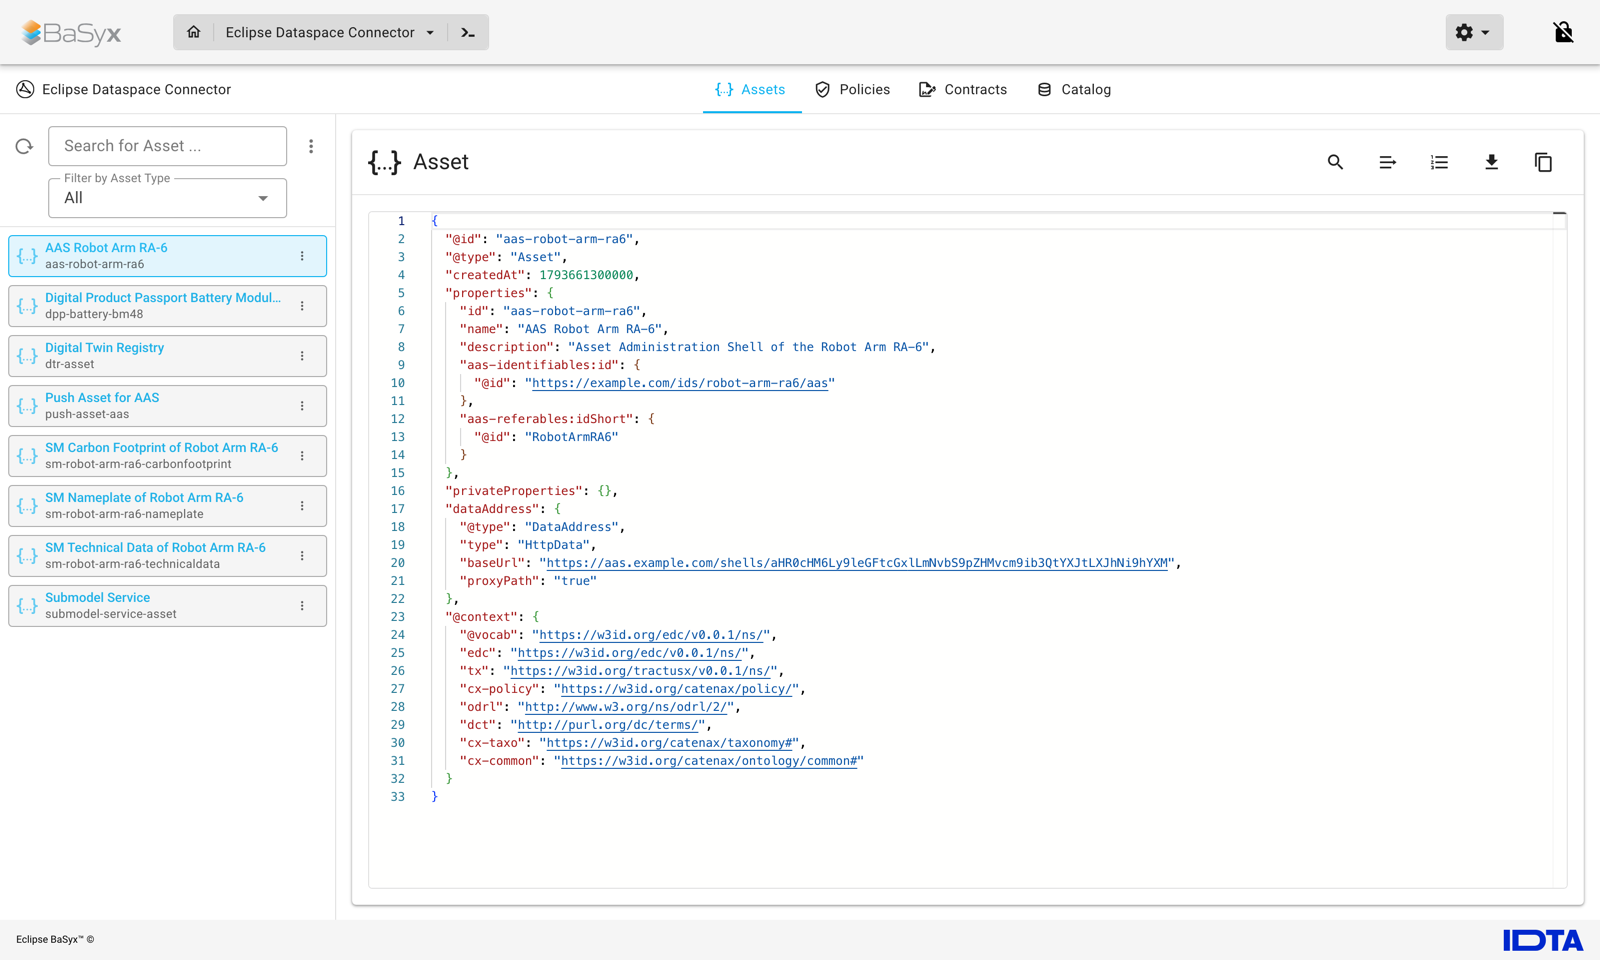 BaSyx
Eclipse Dataspace Connector
Eclipse Dataspace Connector
Assets
Policies
Contracts
Catalog
Search for Asset ...
Filter by Asset Type
All
AAS Robot Arm RA-6
aas-robot-arm-ra6
Digital Product Passport Battery Modul...
dpp-battery-bm48
Digital Twin Registry
dtr-asset
Push Asset for AAS
push-asset-aas
SM Carbon Footprint of Robot Arm RA-6
sm-robot-arm-ra6-carbonfootprint
SM Nameplate of Robot Arm RA-6
sm-robot-arm-ra6-nameplate
SM Technical Data of Robot Arm RA-6
sm-robot-arm-ra6-technicaldata
Submodel Service
submodel-service-asset
{...} Asset
1 {
2 "@id": "aas-robot-arm-ra6",
3 "@type": "Asset",
4 "createdAt": 1793661300000,
5 "properties": {
6 "id": "aas-robot-arm-ra6",
7 "name": "AAS Robot Arm RA-6",
8 "description": "Asset Administration Shell of the Robot Arm RA-6",
9 "aas-identifiables:id": {
10 "@id": "https://example.com/ids/robot-arm-ra6/aas"
11 },
12 "aas-referables:idShort": {
13 "@id": "RobotArmRA6"
14 }
15 },
16 "privateProperties": {},
17 "dataAddress": {
18 "@type": "DataAddress",
19 "type": "HttpData",
20 "baseUrl": "https://aas.example.com/shells/aHR0cHM6Ly9leGFtcGxlLmNvbS9pZHMvcm9ib3QtYXJtLXJhNi9hYXM",
21 "proxyPath": "true"
22 },
23 "@context": {
24 "@vocab": "https://w3id.org/edc/v0.0.1/ns/",
25 "edc": "https://w3id.org/edc/v0.0.1/ns/",
26 "tx": "https://w3id.org/tractusx/v0.0.1/ns/",
27 "cx-policy": "https://w3id.org/catenax/policy/",
28 "odrl": "http://www.w3.org/ns/odrl/2/",
29 "dct": "http://purl.org/dc/terms/",
30 "cx-taxo": "https://w3id.org/catenax/taxonomy#",
31 "cx-common": "https://w3id.org/catenax/ontology/common#"
32 }
33 }
Eclipse BaSyx™ ©
IDTA